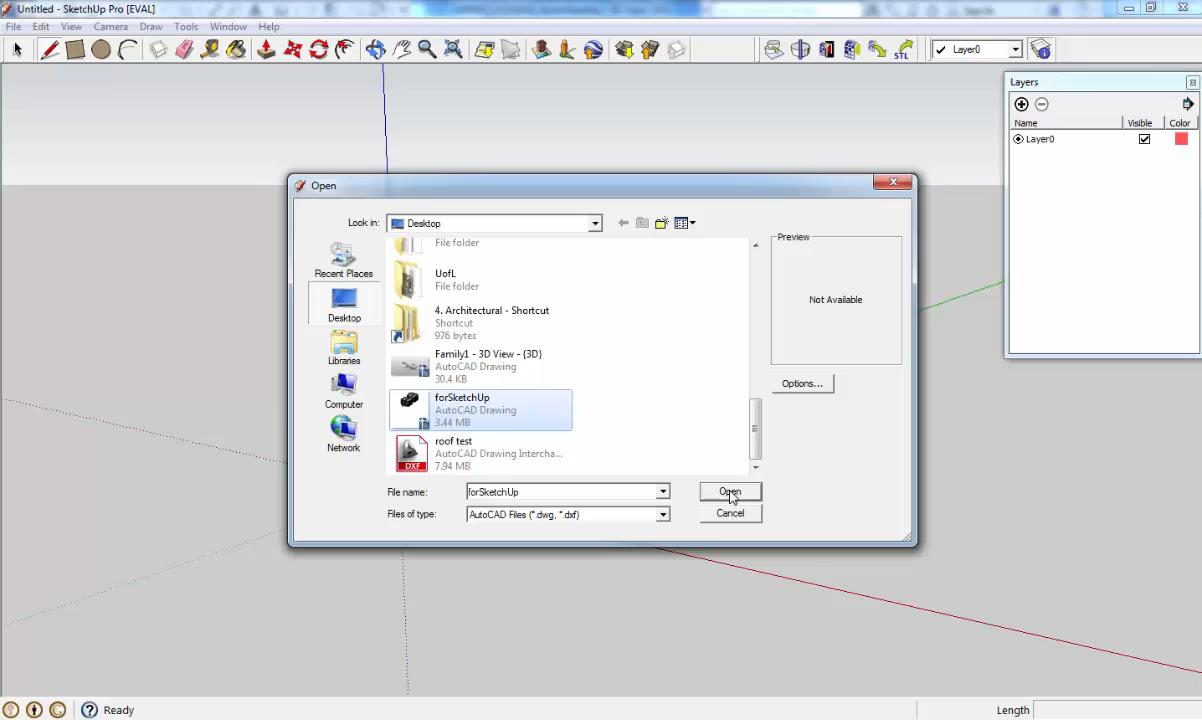 Untitled - SketchUp Pro [EVAL]
File Edit View Camera Draw Tools Window Help
STL
Layer0
Layers
Name Visible Color
Layer0
Open
Look in: Desktop
Recent Places
Desktop
Libraries
Computer
Network
File folder
UofL
File folder
4. Architectural - Shortcut
Shortcut
976 bytes
Family1 - 3D View - {3D}
AutoCAD Drawing
30.4 KB
forSketchUp
AutoCAD Drawing
3.44 MB
DXF
roof test
AutoCAD Drawing Intercha...
7.94 MB
Preview
Not Available
Options...
File name: forSketchUp
Open
Files of type: AutoCAD Files (*.dwg, *.dxf)
Cancel
Ready
Length